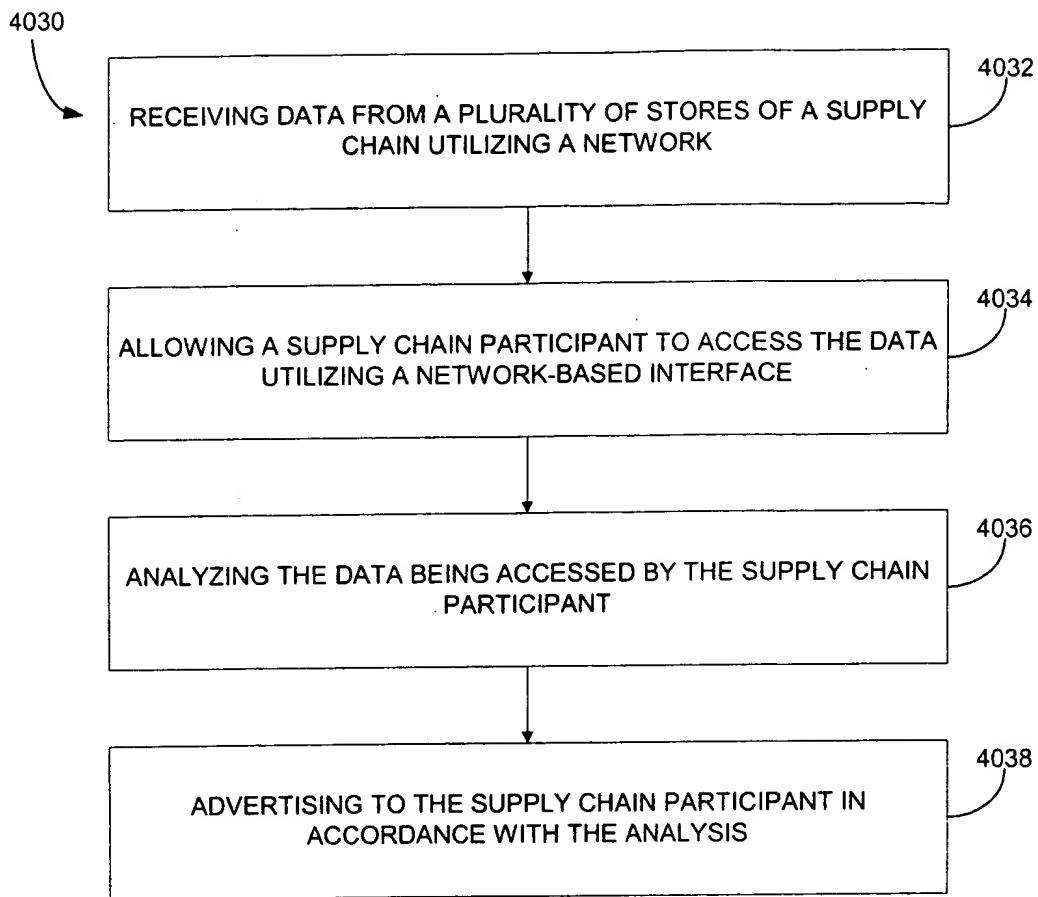 4030
4032
RECEIVING DATA FROM A PLURALITY OF STORES OF A SUPPLY
CHAIN UTILIZING A NETWORK
4034
ALLOWING A SUPPLY CHAIN PARTICIPANT TO ACCESS THE DATA
UTILIZING A NETWORK-BASED INTERFACE
4036
ANALYZING THE DATA BEING ACCESSED BY THE SUPPLY CHAIN
PARTICIPANT
4038
ADVERTISING TO THE SUPPLY CHAIN PARTICIPANT IN
ACCORDANCE WITH THE ANALYSIS